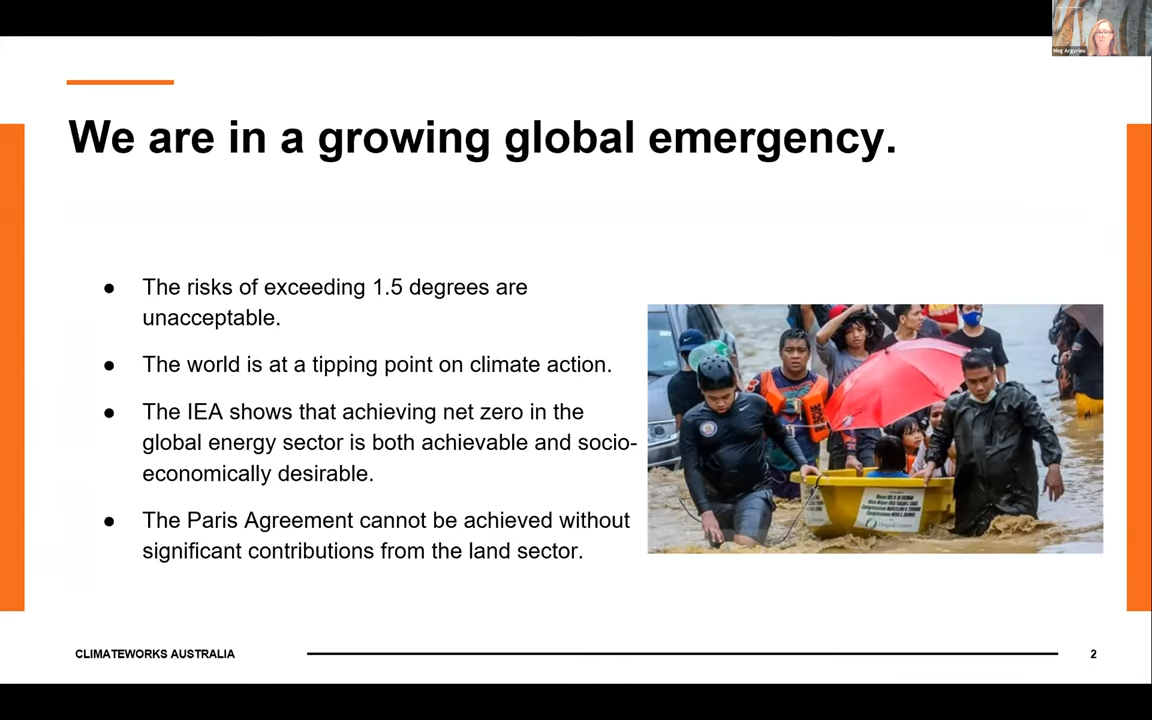 Meg Argyriou
We are in a growing global emergency.
● The risks of exceeding 1.5 degrees are
unacceptable.
● The world is at a tipping point on climate action.
● The IEA shows that achieving net zero in the
global energy sector is both achievable and socio-
economically desirable.
● The Paris Agreement cannot be achieved without
significant contributions from the land sector.
CLIMATEWORKS AUSTRALIA
2